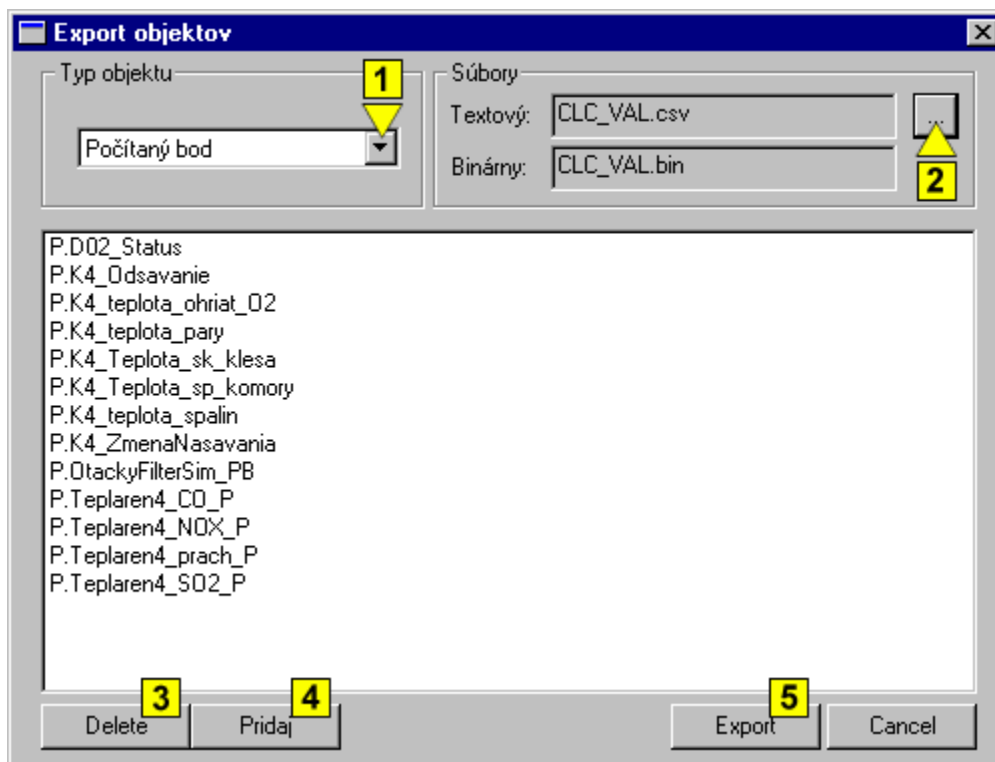 Export objektov
Typ objektu
1
Počítaný bod
Súbory
Textový: CLC_VAL.csv
...
Binárny: CLC_VAL.bin
2
P.D02_Status
P.K4_Odsavanie
P.K4_teplota_ohriat_O2
P.K4_teplota_pary
P.K4_Teplota_sk_klesa
P.K4_Teplota_sp_komory
P.K4_teplota_spalin
P.K4_ZmenaNasavania
P.OtackyFilterSim_PB
P.Teplaren4_CO_P
P.Teplaren4_NOX_P
P.Teplaren4_prach_P
P.Teplaren4_SO2_P
3
4
5
Delete
Pridaj
Export
Cancel